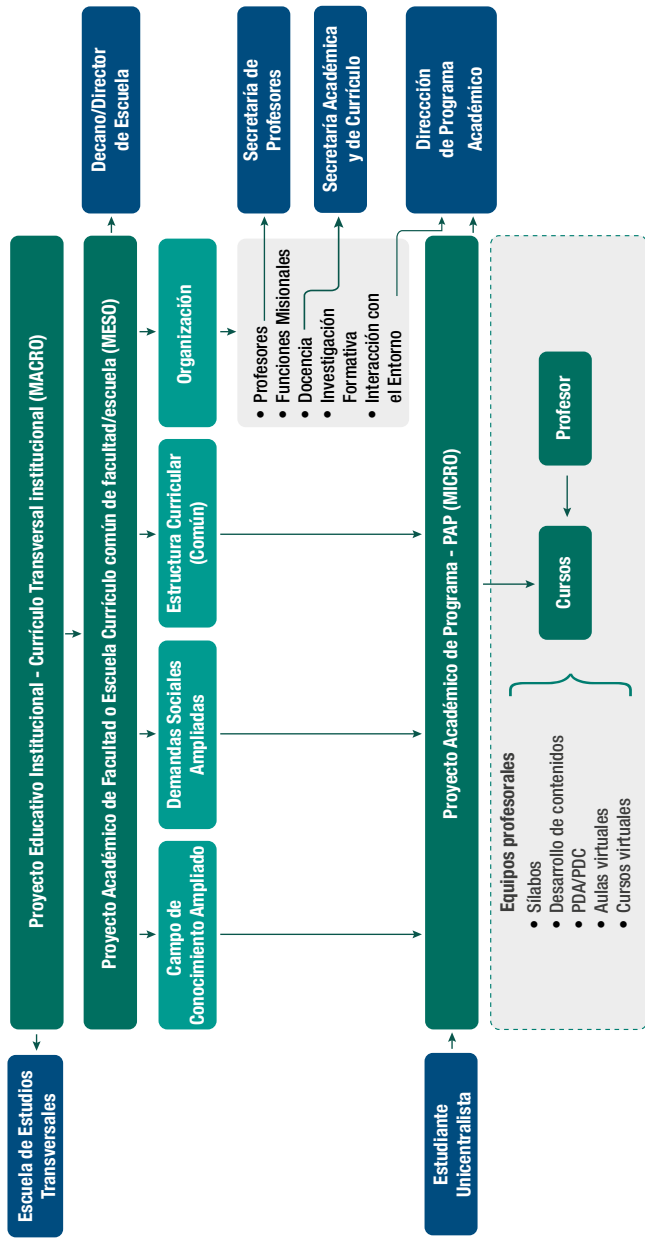 Escuela de Estudios
Transversales
Proyecto Educativo Institucional - Currículo Transversal institucional (MACRO)
Proyecto Académico de Facultad o Escuela Currículo común de facultad/escuela (MESO)
Decano/Director
de Escuela
Campo de
Conocimiento Ampliado
Demandas Sociales
Ampliadas
Estructura Curricular
(Común)
Organización
• Profesores
• Funciones Misionales
• Docencia
• Investigación
Formativa
• Interacción con
el Entorno
Secretaría de
Profesores
Secretaría Académica
y de Currículo
Direccción
de Programa
Académico
Estudiante
Unicentralista
Proyecto Académico de Programa - PAP (MICRO)
Equipos profesorales
• Sílabos
• Desarrollo de contenidos
• PDA/PDC
• Aulas virtuales
• Cursos virtuales
Cursos
Profesor